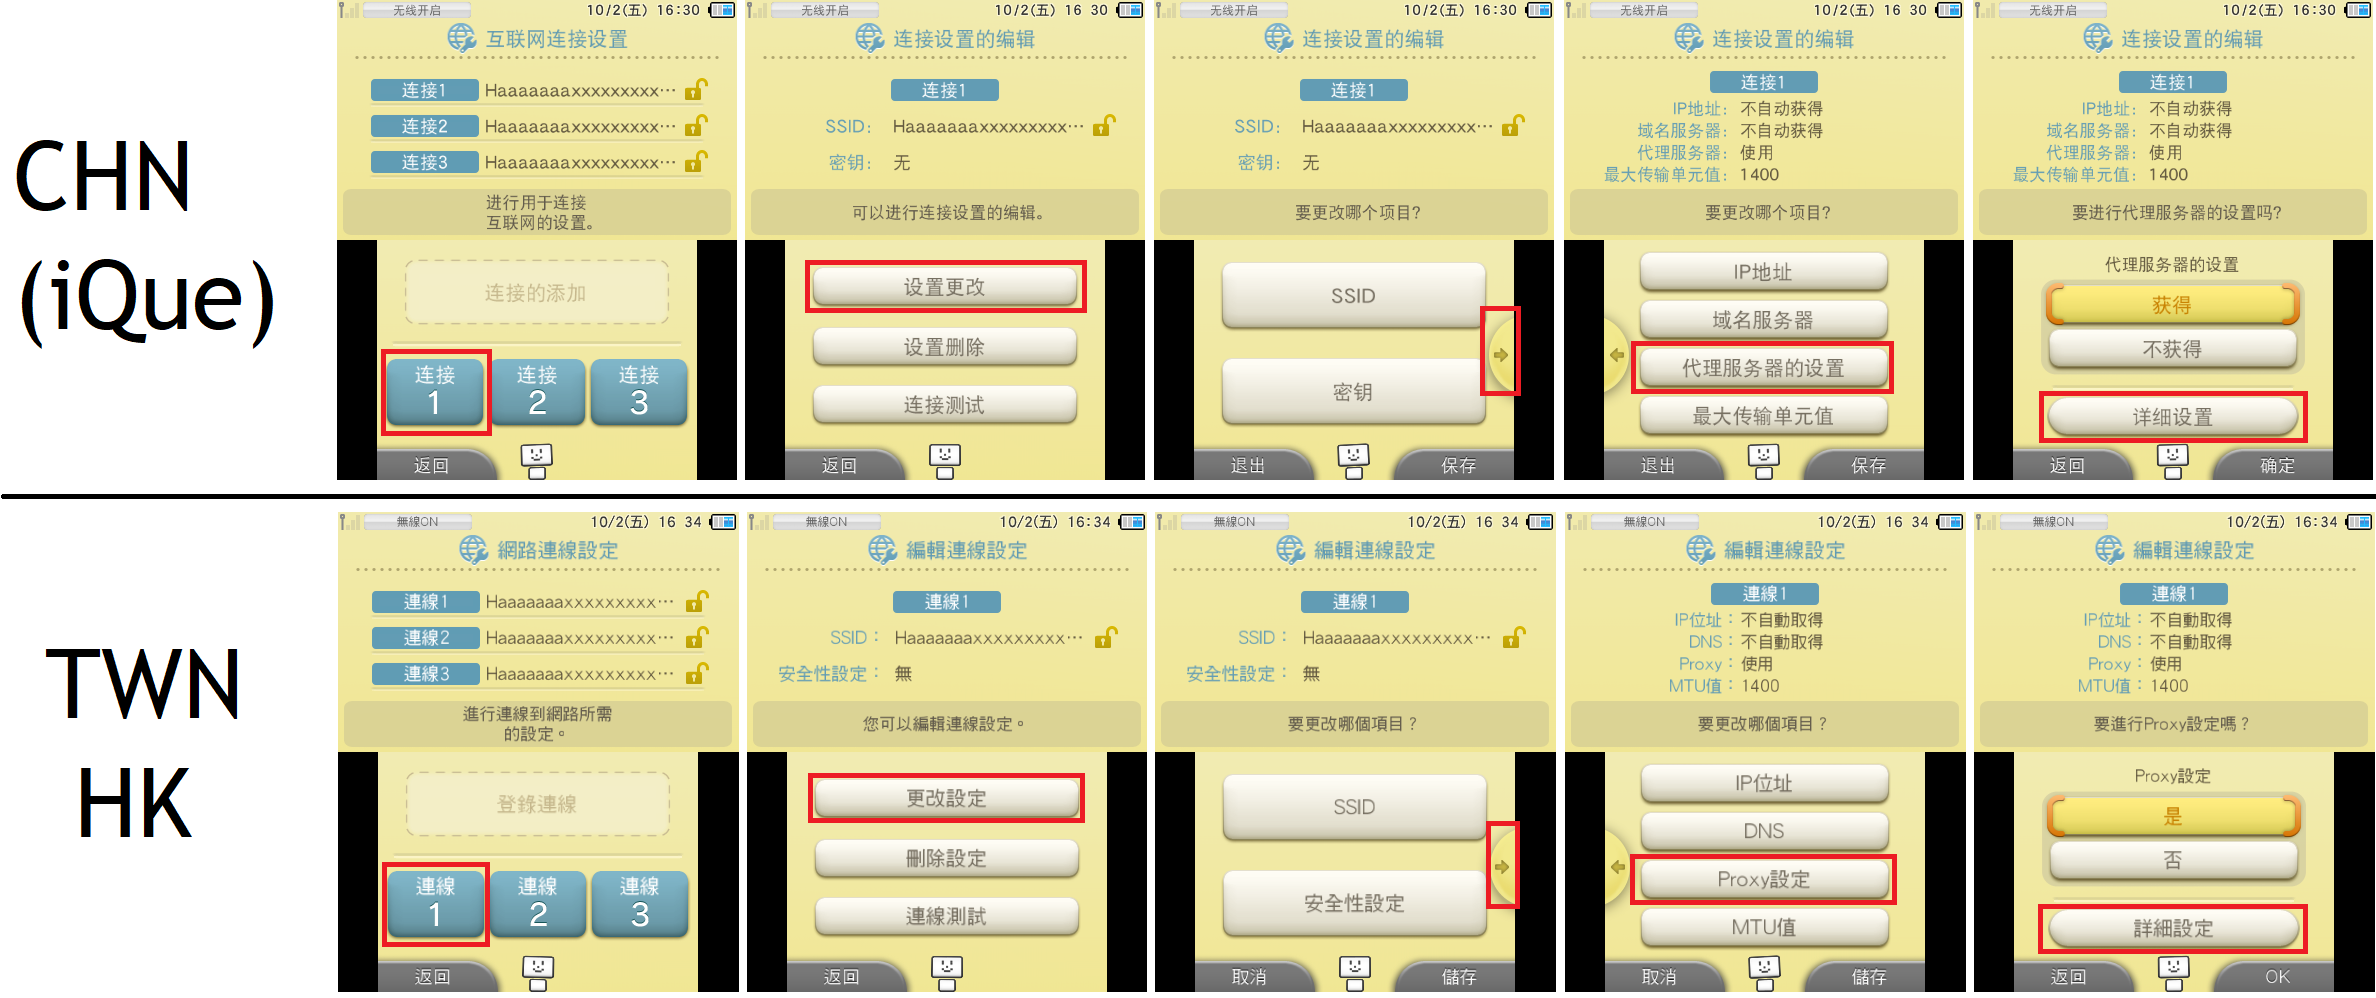 CHN
(iQue)
无线开启
10/2(五) 16:30
互联网连接设置
连接1
Haaaaaaaxxxxxxxxx…
连接2
Haaaaaaaxxxxxxxxx…
连接3
Haaaaaaaxxxxxxxxx…
进行用于连接
互联网的设置。
连接的添加
连接
1
连接
2
连接
3
返回
无线开启
10/2(五) 16 30
连接设置的编辑
连接1
SSID: Haaaaaaaxxxxxxxxx…
密钥: 无
可以进行连接设置的编辑。
设置更改
设置删除
连接测试
返回
无线开启
10/2(五) 16:30
连接设置的编辑
连接1
SSID: Haaaaaaaxxxxxxxxx…
密钥: 无
要更改哪个项目?
SSID
密钥
退出
保存
无线开启
10/2(五) 16 30
连接设置的编辑
连接1
IP地址: 不自动获得
域名服务器: 不自动获得
代理服务器: 使用
最大传输单元值: 1400
要更改哪个项目?
IP地址
域名服务器
代理服务器的设置
最大传输单元值
退出
保存
无线开启
10/2(五) 16:30
连接设置的编辑
连接1
IP地址: 不自动获得
域名服务器: 不自动获得
代理服务器: 使用
最大传输单元值: 1400
要进行代理服务器的设置吗?
代理服务器的设置
获得
不获得
详细设置
返回
确定
TWN
HK
無線ON
10/2(五) 16 34
網路連線設定
連線1
Haaaaaaaxxxxxxxxx…
連線2
Haaaaaaaxxxxxxxxx…
連線3
Haaaaaaaxxxxxxxxx…
進行連線到網路所需
的設定。
登錄連線
連線
1
連線
2
連線
3
返回
無線ON
10/2(五) 16:34
編輯連線設定
連線1
SSID： Haaaaaaaxxxxxxxxx…
安全性設定： 無
您可以編輯連線設定。
更改設定
刪除設定
連線測試
返回
無線ON
10/2(五) 16 34
編輯連線設定
連線1
SSID： Haaaaaaaxxxxxxxxx…
安全性設定： 無
要更改哪個項目？
SSID
安全性設定
取消
儲存
無線ON
10/2(五) 16 34
編輯連線設定
連線1
IP位址：不自動取得
DNS：不自動取得
Proxy：使用
MTU值：1400
要更改哪個項目？
IP位址
DNS
Proxy設定
MTU值
取消
儲存
無線ON
10/2(五) 16:34
編輯連線設定
連線1
IP位址：不自動取得
DNS：不自動取得
Proxy：使用
MTU值：1400
要進行Proxy設定嗎？
Proxy設定
是
否
詳細設定
返回
OK